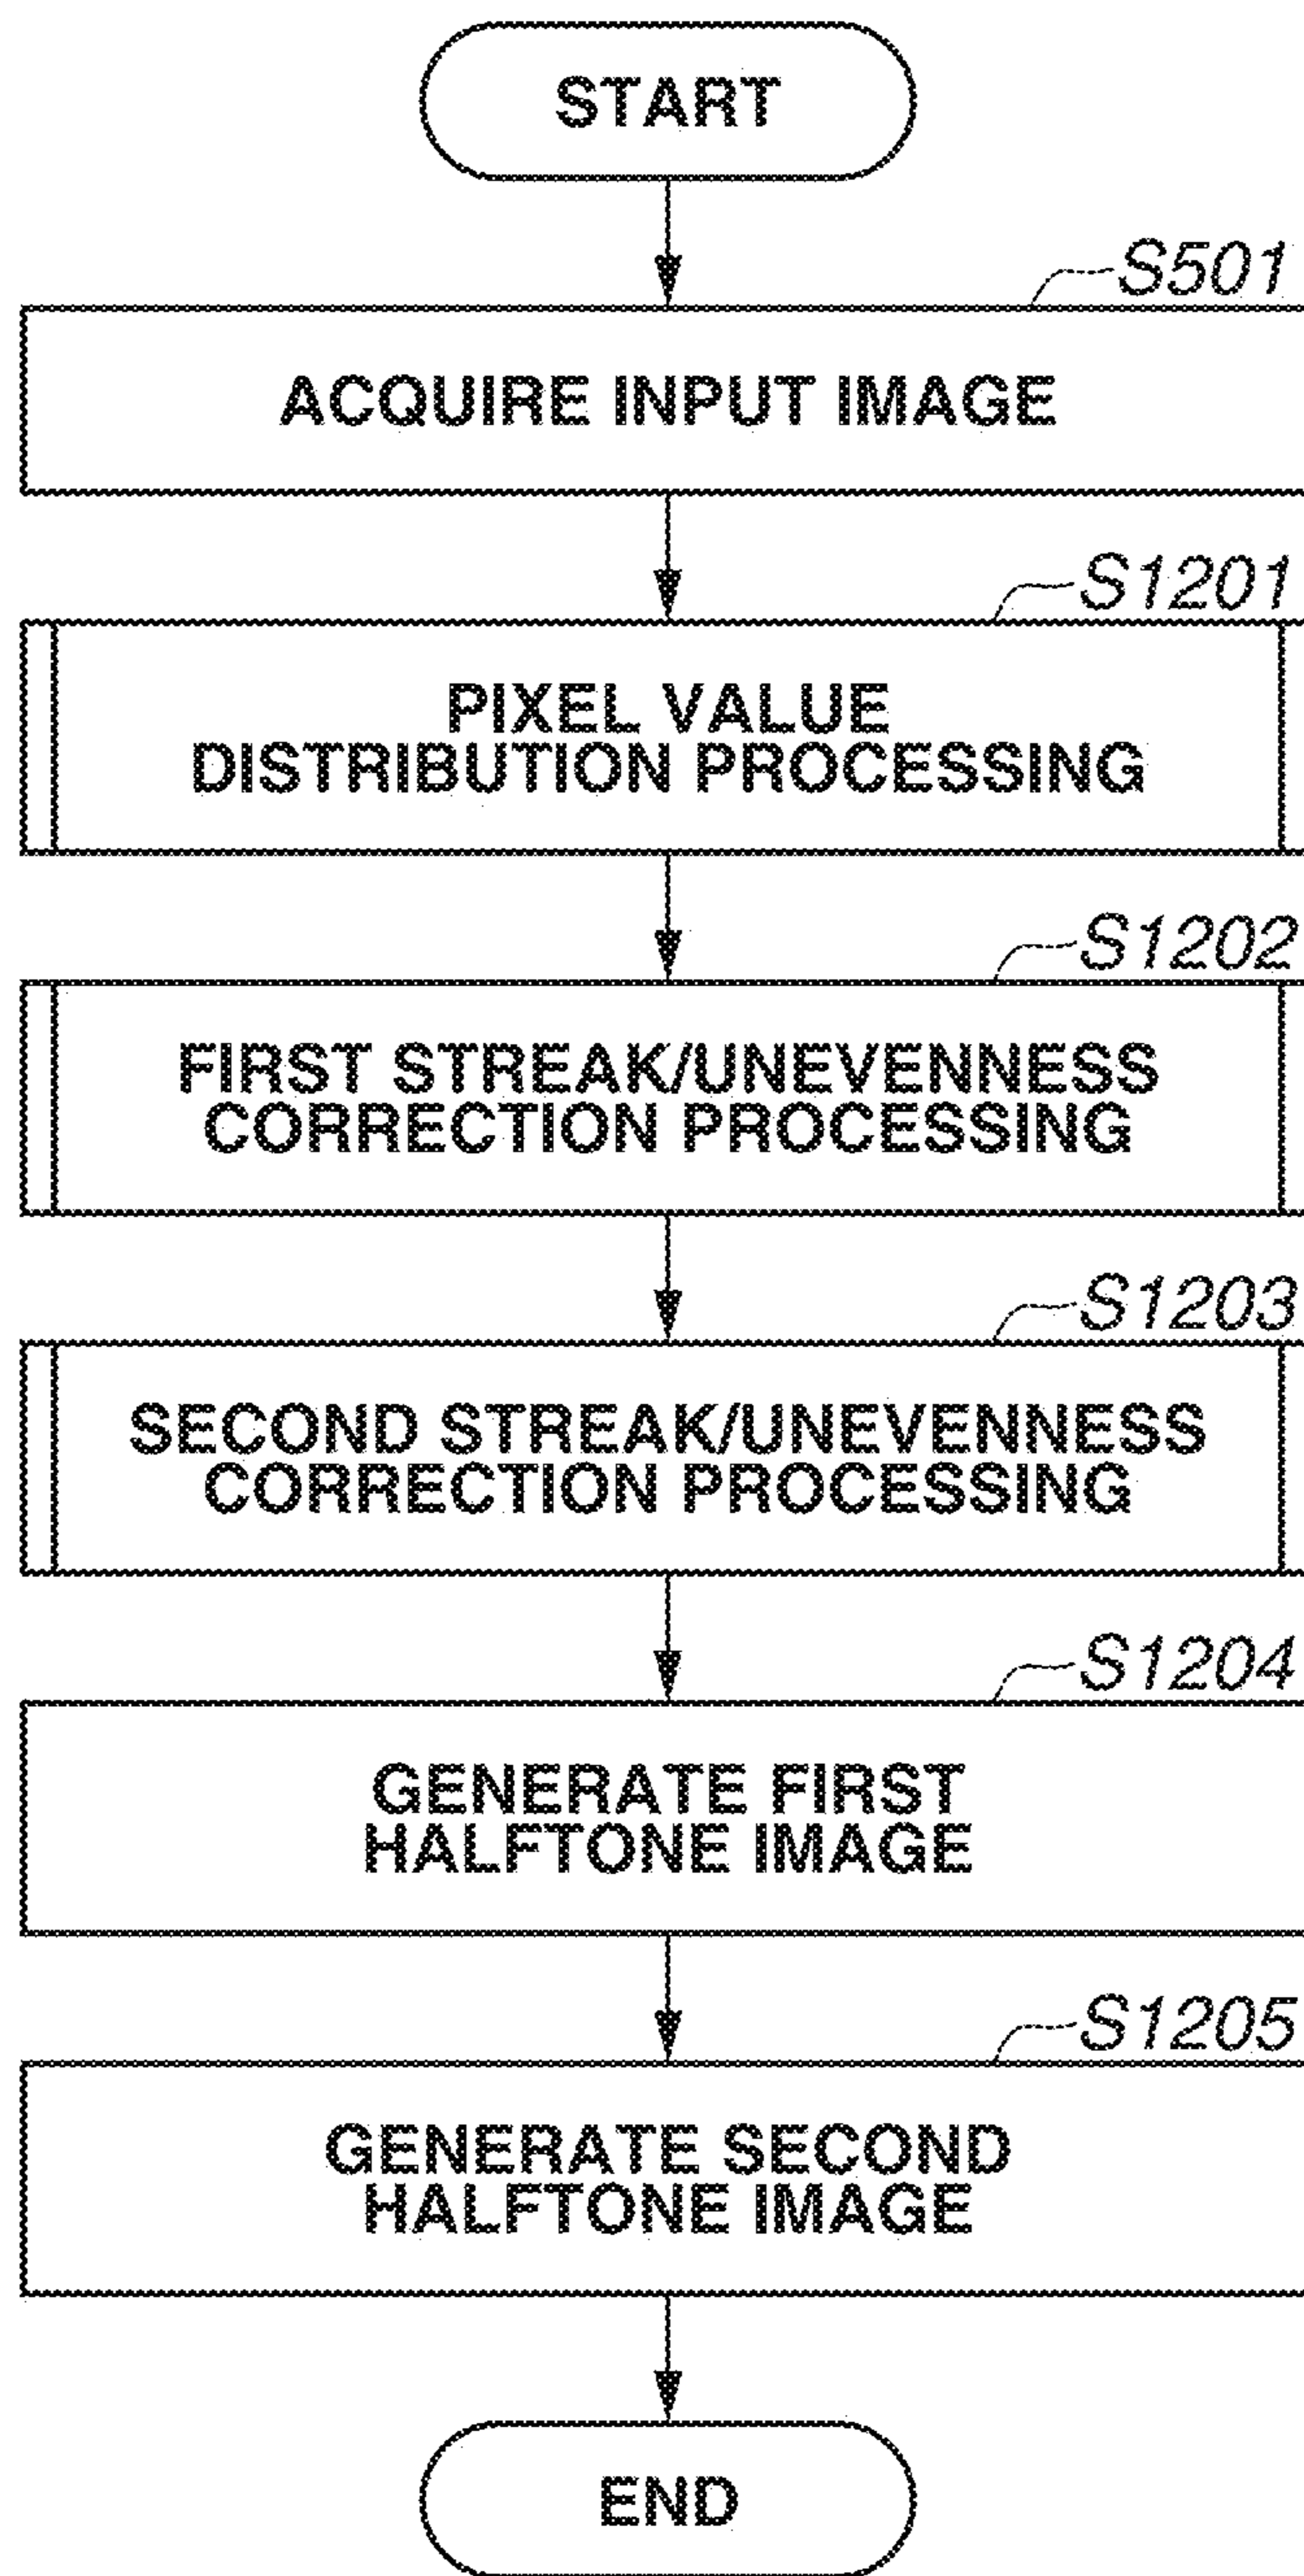 START
S501
ACQUIRE INPUT IMAGE
S1201
PIXEL VALUE
DISTRIBUTION PROCESSING
S1202
FIRST STREAK/UNEVENNESS
CORRECTION PROCESSING
S1203
SECOND STREAK/UNEVENNESS
CORRECTION PROCESSING
S1204
GENERATE FIRST
HALFTONE IMAGE
S1205
GENERATE SECOND
HALFTONE IMAGE
END